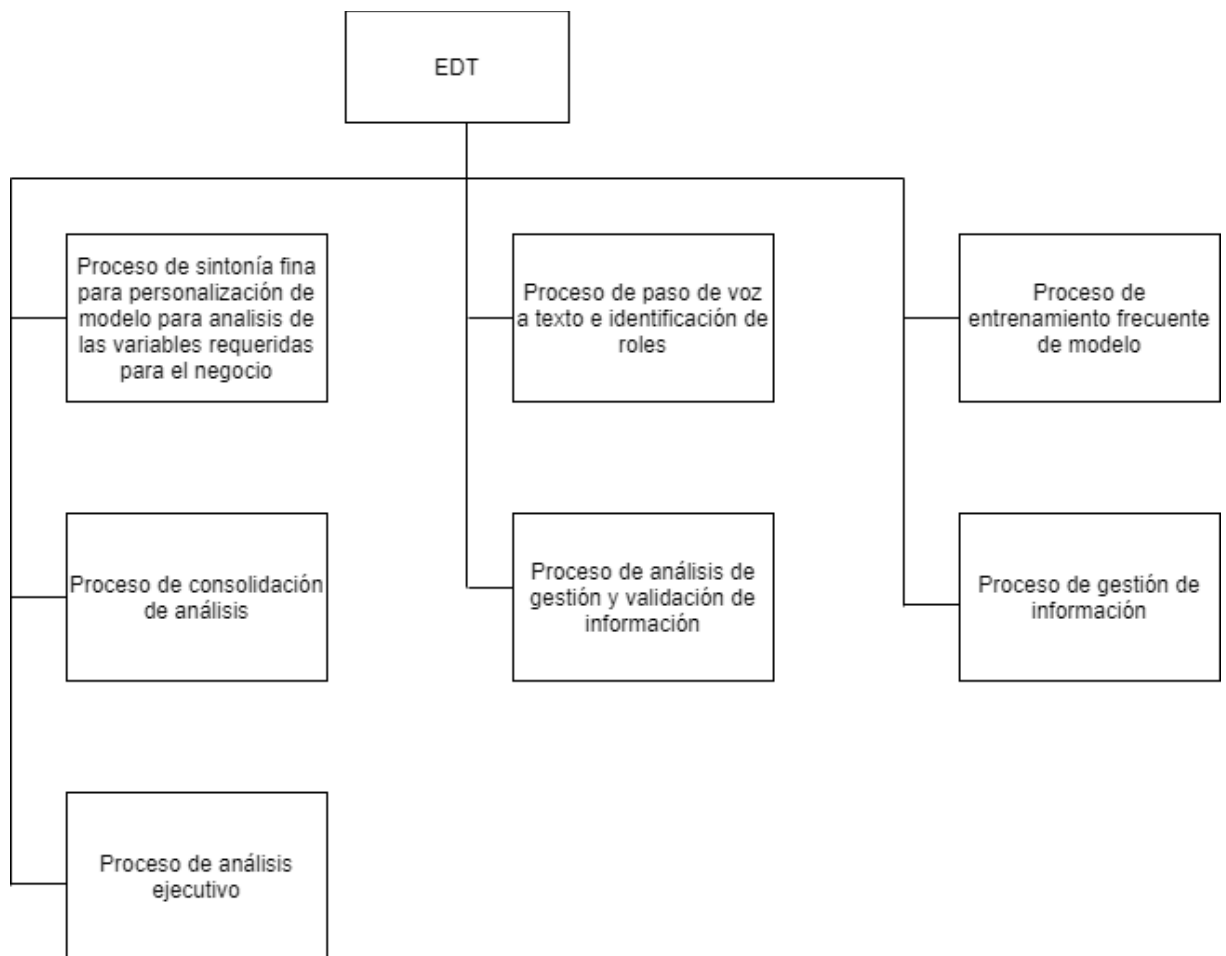 EDT
Proceso de sintonía fina
para personalización de
modelo para analisis de
las variables requeridas
para el negocio
Proceso de paso de voz
a texto e identificación de
roles
Proceso de
entrenamiento frecuente
de modelo
Proceso de consolidación
de análisis
Proceso de análisis de
gestión y validación de
información
Proceso de gestión de
información
Proceso de análisis
ejecutivo